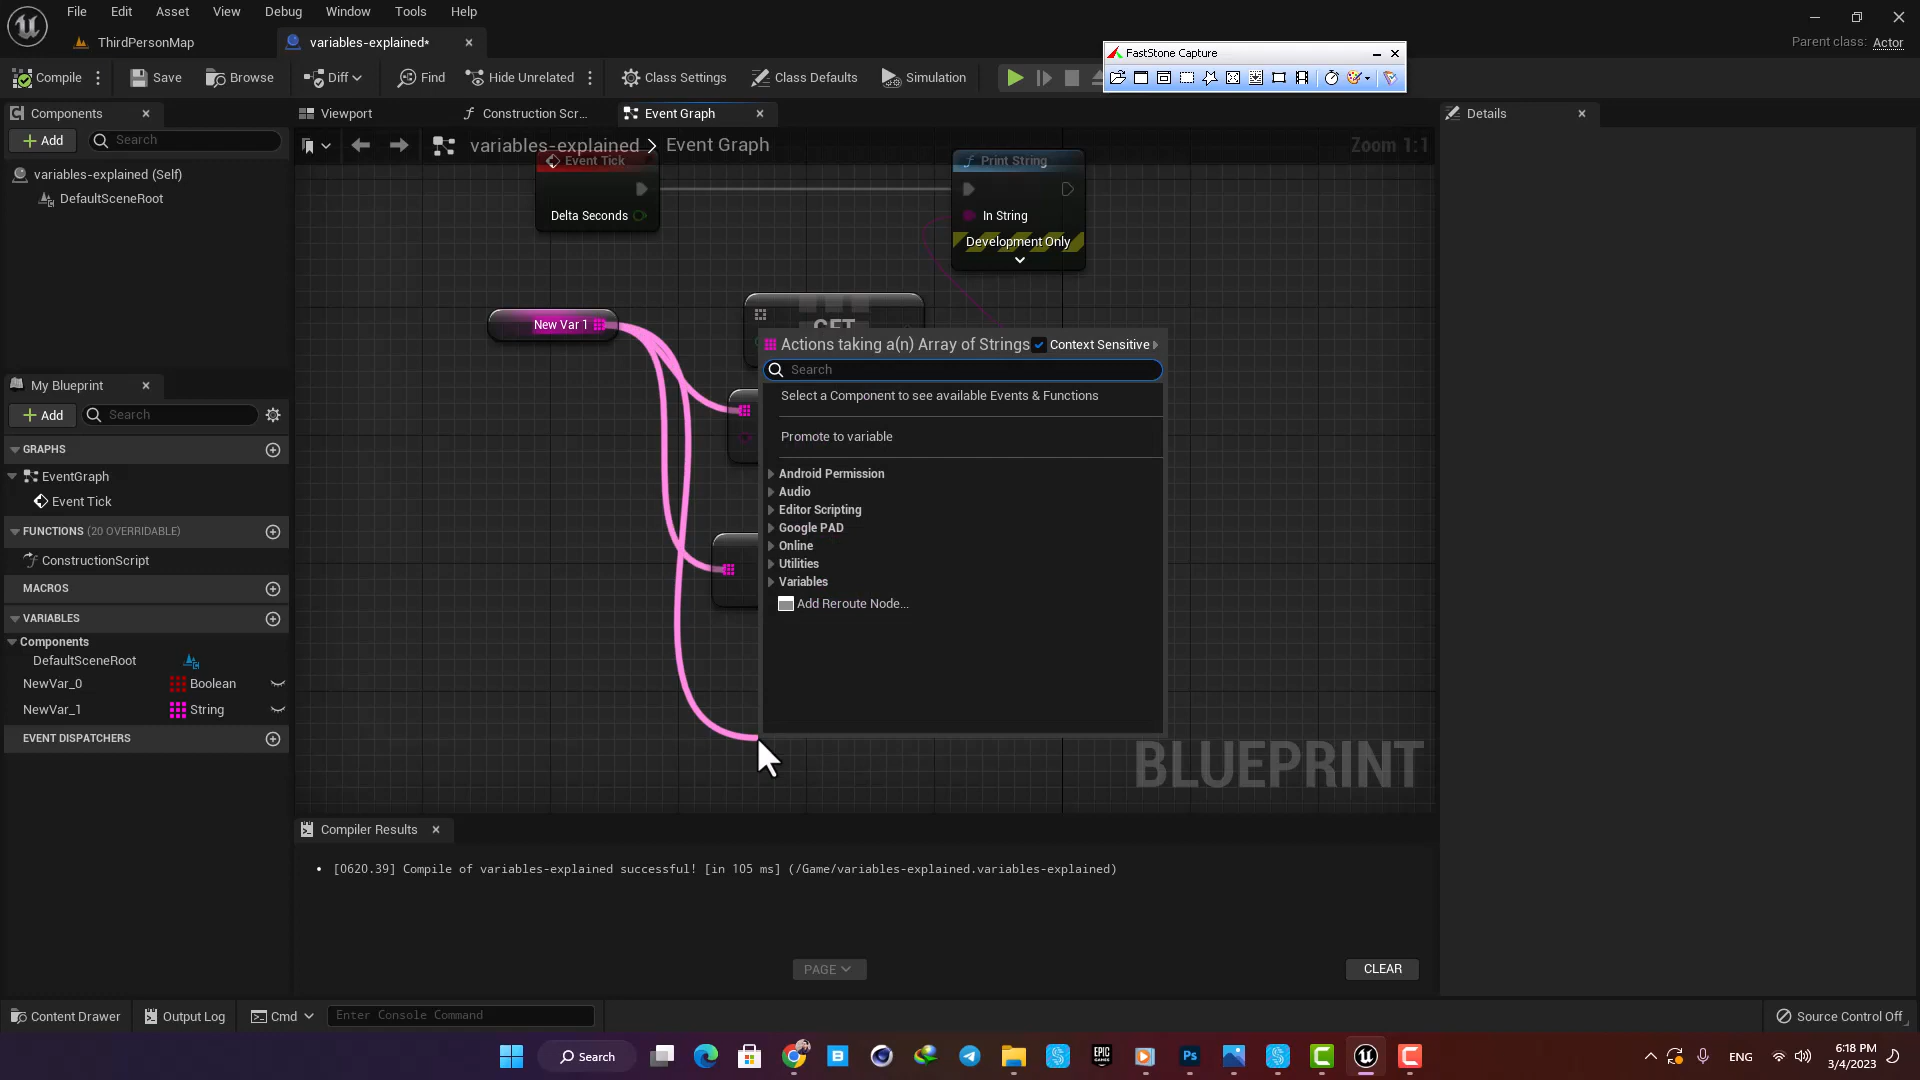 File Edit Asset View Debug Window Tools Help
ThirdPersonMap
variables-explained*
Parent class: Actor
FastStone Capture
Compile Save Browse Diff Find Hide Unrelated Class Settings Class Defaults Simulation
Components
Viewport Construction Scr... Event Graph
Details
Add Search
variables-explained > Event Graph
Zoom 1:1
variables-explained (Self)
DefaultSceneRoot
Event Tick
Delta Seconds
Print String
In String
Development Only
New Var 1
GET
Actions taking a(n) Array of Strings Context Sensitive
Search
Select a Component to see available Events & Functions
Promote to variable
Android Permission
Audio
Editor Scripting
Google PAD
Online
Utilities
Variables
Add Reroute Node...
BLUEPRINT
My Blueprint
Add Search
GRAPHS
EventGraph
Event Tick
FUNCTIONS (20 OVERRIDABLE)
ConstructionScript
MACROS
VARIABLES
Components
DefaultSceneRoot
NewVar_0 Boolean
NewVar_1 String
EVENT DISPATCHERS
Compiler Results
[0620.39] Compile of variables-explained successful! [in 105 ms] (/Game/variables-explained.variables-explained)
PAGE
CLEAR
Content Drawer Output Log Cmd Enter Console Command
Source Control Off
Search
EPIC GAMES
Ps
ENG
6:18 PM
3/4/2023